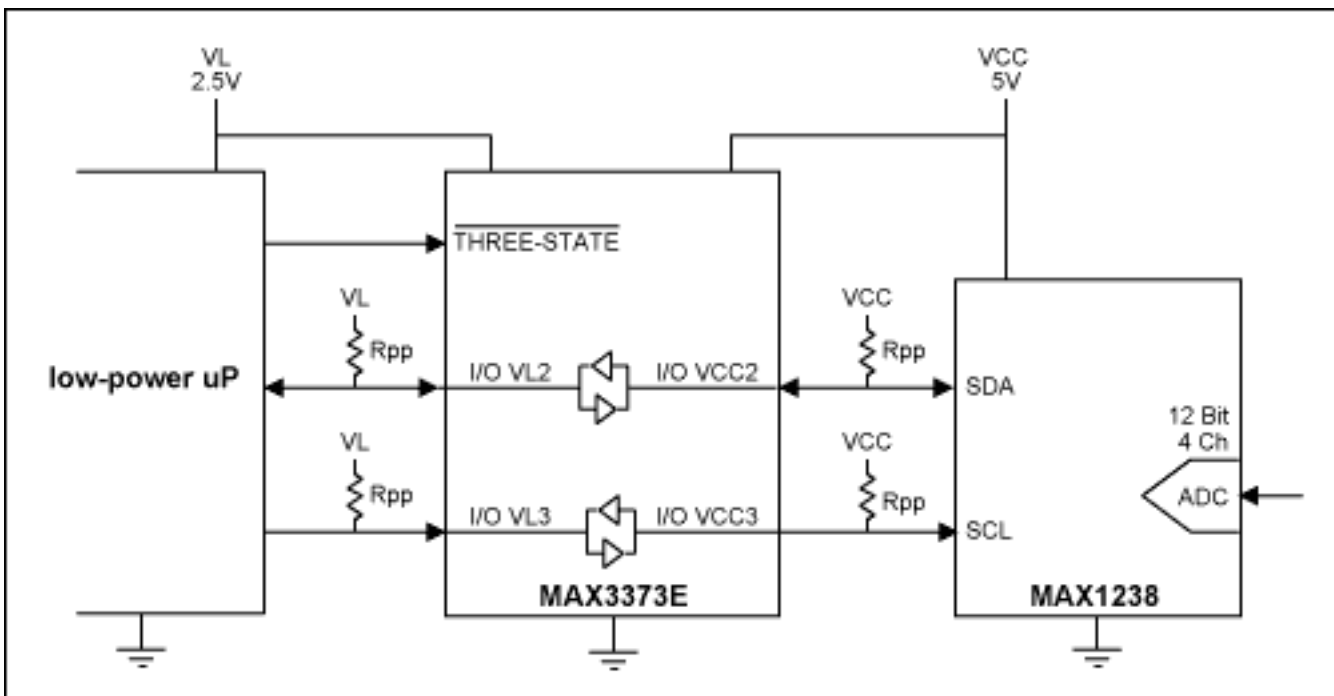 VL
2.5V
VCC
5V
THREE-STATE
VL
Rpp
VCC
Rpp
low-power uP
I/O VL2
I/O VCC2
SDA
12 Bit
4 Ch
VL
Rpp
VCC
Rpp
ADC
I/O VL3
I/O VCC3
SCL
MAX3373E
MAX1238